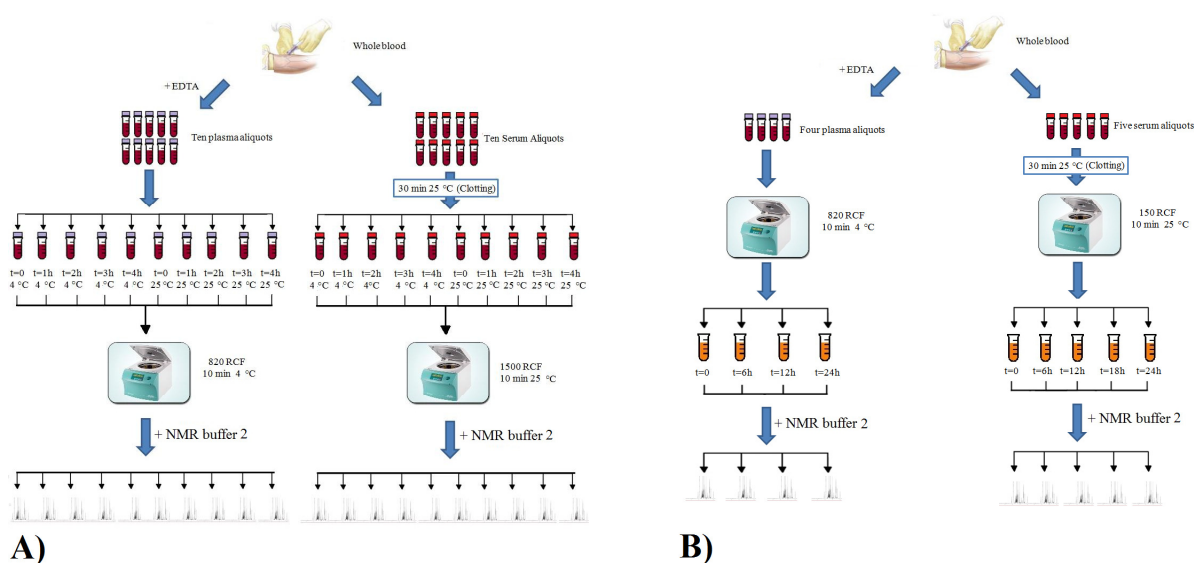 Whole blood
+EDTA
Ten plasma aliquots
Ten Serum Aliquots
30 min 25 °C (Clotting)
t=0 t=1h t=2h t=3h t=4h t=0 t=1h t=2h t=3h t=4h
4 °C 4 °C 4 °C 4 °C 4 °C 25 °C 25 °C 25 °C 25 °C 25 °C
t=0 t=1h t=2h t=3h t=4h t=0 t=1h t=2h t=3h t=4h
4 °C 4 °C 4°C 4 °C 4 °C 25 °C 25 °C 25 °C 25 °C 25 °C
820 RCF
10 min 4 °C
1500 RCF
10 min 25 °C
+ NMR buffer 2
+ NMR buffer 2
A)
Whole blood
+EDTA
Four plasma aliquots
Five serum aliquots
30 min 25 °C (Clotting)
820 RCF
10 min 4 °C
150 RCF
10 min 25 °C
t=0 t=6h t=12h t=24h
t=0 t=6h t=12h t=18h t=24h
+ NMR buffer 2
+ NMR buffer 2
B)